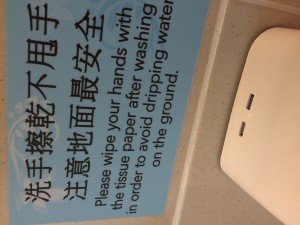 洗手擦乾不甩手
注意地面最安全
Please wipe your hands with
the tissue paper after washing
in order to avoid dripping water
on the ground.